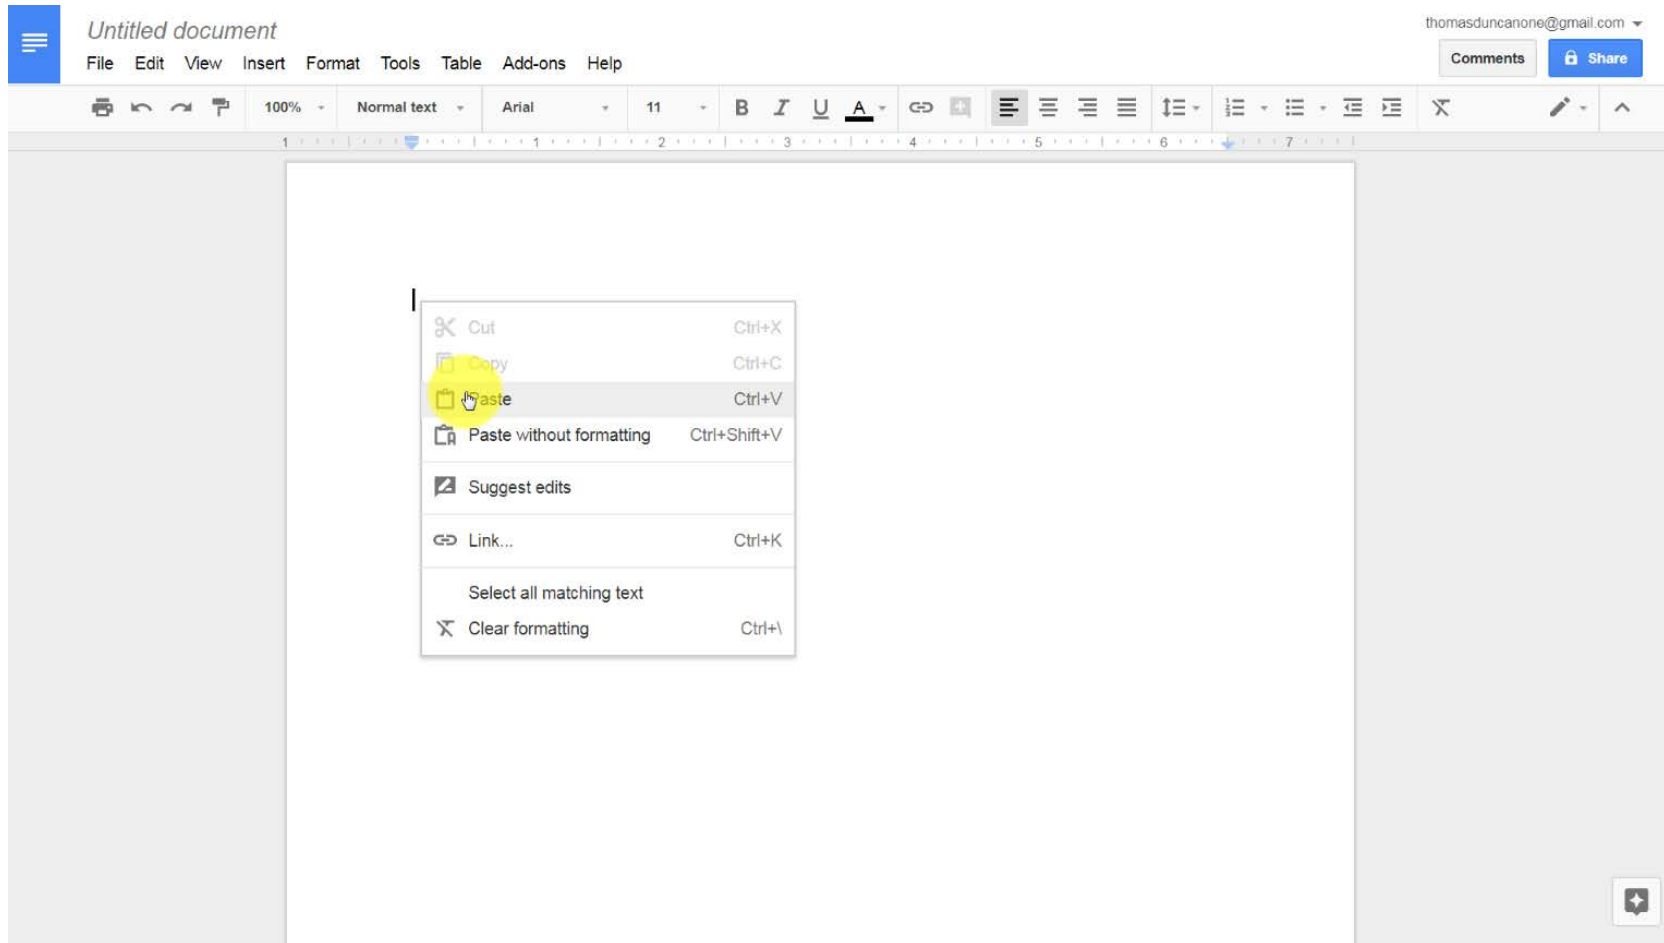 Untitled document
thomasduncanone@gmail.com
File Edit View Insert Format Tools Table Add-ons Help
Comments
Share
100% Normal text Arial 11 B I U A
1 1 2 3 4 5 6 7
Cut Ctrl+X
Copy Ctrl+C
Paste Ctrl+V
Paste without formatting Ctrl+Shift+V
Suggest edits
Link... Ctrl+K
Select all matching text
Clear formatting Ctrl+\